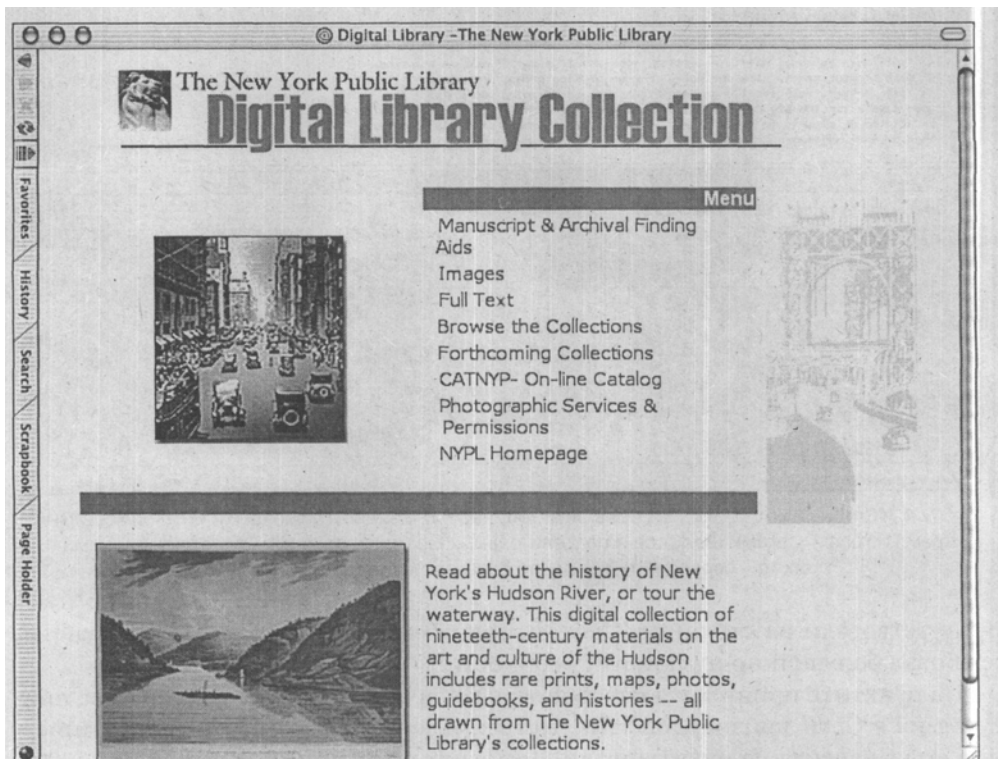 Digital Library -The New York Public Library
The New York Public Library
Digital Library Collection
Favorites
History
Search
Scrapbook
Page Holder
Menu
Manuscript & Archival Finding
Aids
Images
Full Text
Browse the Collections
Forthcoming Collections
CATNYP- On-line Catalog
Photographic Services &
Permissions
NYPL Homepage
Read about the history of New
York's Hudson River, or tour the
waterway. This digital collection of
nineteeth-century materials on the
art and culture of the Hudson
includes rare prints, maps, photos,
guidebooks, and histories -- all
drawn from The New York Public
Library's collections.